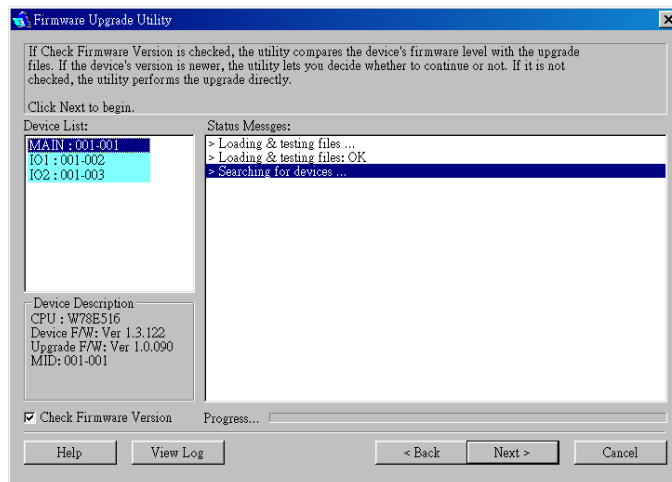 Firmware Upgrade Utility
If Check Firmware Version is checked, the utility compares the device's firmware level with the upgrade
files. If the device's version is newer, the utility lets you decide whether to continue or not. If it is not
checked, the utility performs the upgrade directly.
Click Next to begin.
Device List:
MAIN : 001-001
IO1 : 001-002
IO2 : 001-003
Status Messges:
> Loading & testing files ...
> Loading & testing files: OK
> Searching for devices ...
Device Description
CPU : W78E516
Device F/W: Ver 1.3.122
Upgrade F/W: Ver 1.0.090
MID: 001-001
Check Firmware Version
Progress...
Help
View Log
< Back
Next >
Cancel